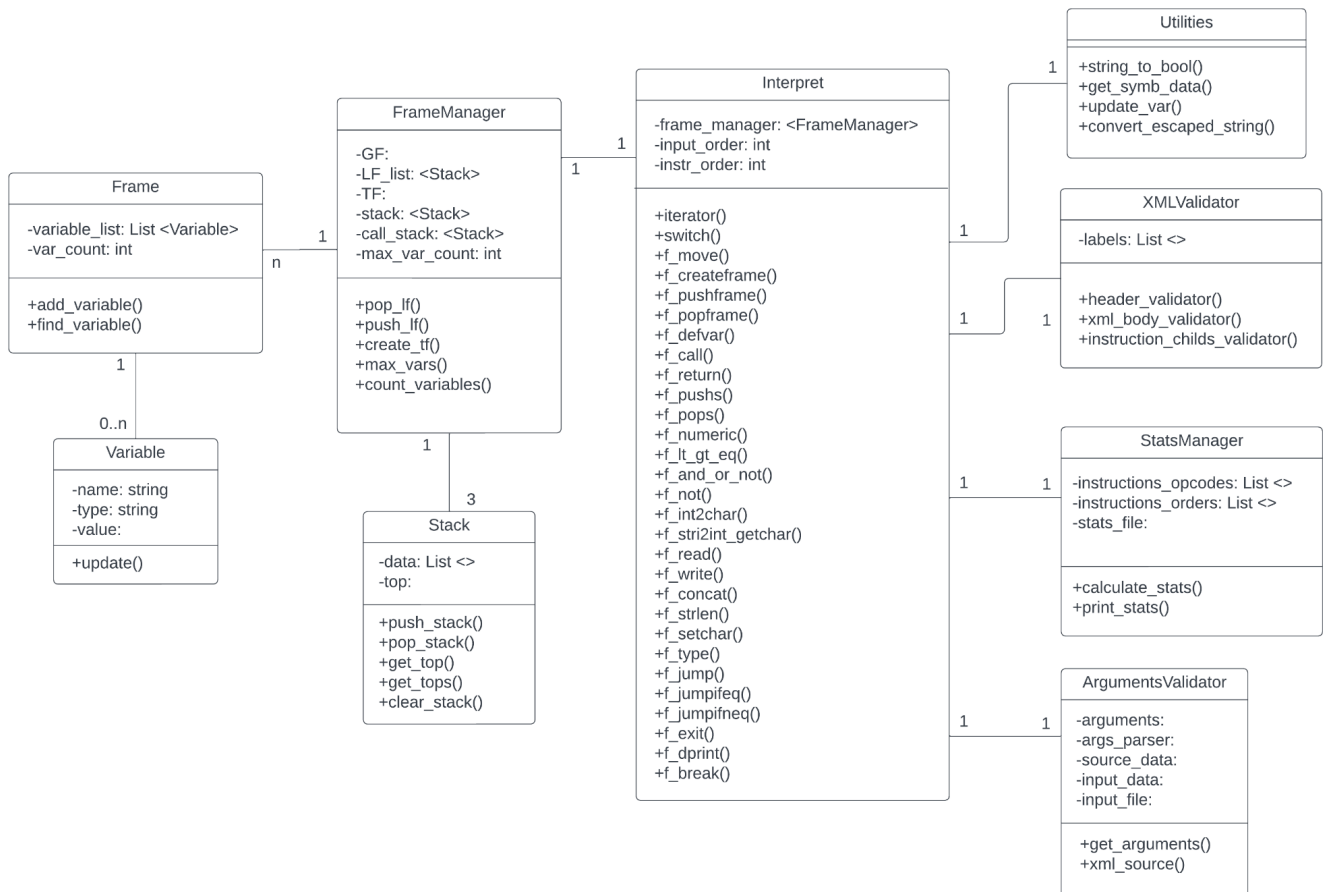 Utilities
+string_to_bool()
+get_symb_data()
+update_var()
+convert_escaped_string()
1
1
Interpret
-frame_manager: <FrameManager>
-input_order: int
-instr_order: int
+iterator()
+switch()
+f_move()
+f_createframe()
+f_pushframe()
+f_popframe()
+f_defvar()
+f_call()
+f_return()
+f_pushs()
+f_pops()
+f_numeric()
+f_lt_gt_eq()
+f_and_or_not()
+f_not()
+f_int2char()
+f_stri2int_getchar()
+f_read()
+f_write()
+f_concat()
+f_strlen()
+f_setchar()
+f_type()
+f_jump()
+f_jumpifeq()
+f_jumpifneq()
+f_exit()
+f_dprint()
+f_break()
1
1
FrameManager
-GF:
-LF_list: <Stack>
-TF:
-stack: <Stack>
-call_stack: <Stack>
-max_var_count: int
+pop_lf()
+push_lf()
+create_tf()
+max_vars()
+count_variables()
1
n
Frame
-variable_list: List <Variable>
-var_count: int
+add_variable()
+find_variable()
1
0..n
Variable
-name: string
-type: string
-value:
+update()
1
3
Stack
-data: List <>
-top:
+push_stack()
+pop_stack()
+get_top()
+get_tops()
+clear_stack()
XMLValidator
-labels: List <>
+header_validator()
+xml_body_validator()
+instruction_childs_validator()
1
1
StatsManager
-instructions_opcodes: List <>
-instructions_orders: List <>
-stats_file:
+calculate_stats()
+print_stats()
1
1
ArgumentsValidator
-arguments:
-args_parser:
-source_data:
-input_data:
-input_file:
+get_arguments()
+xml_source()
1
1